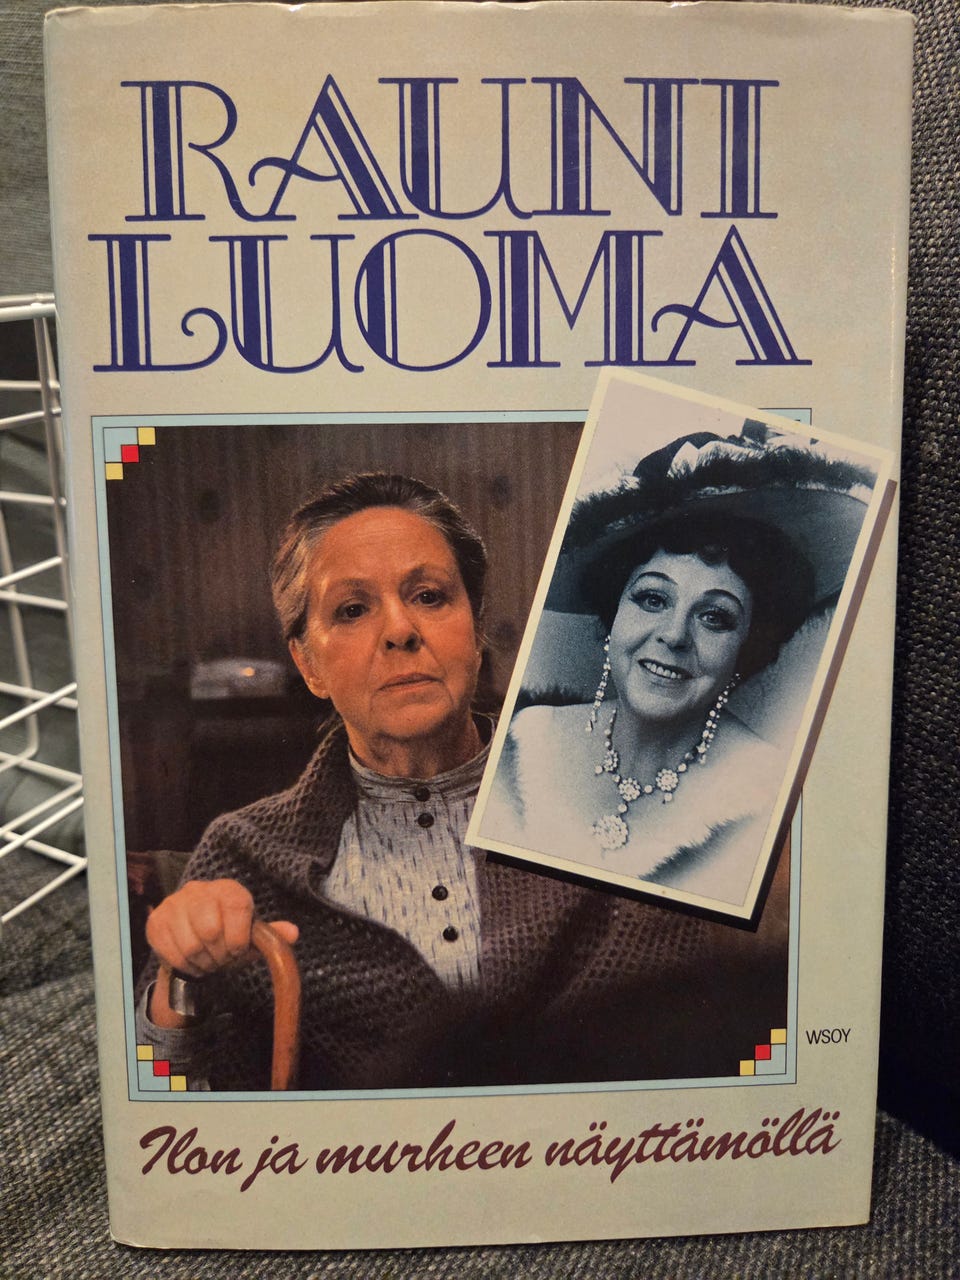 RAUNI
LUOMA
WSOY
Ilon ja murheen näyttämöllä